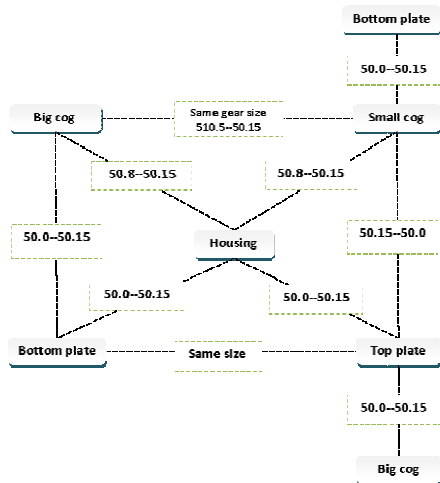 Bottom plate
50.0--50.15
Big cog
Same gear size
510.5--50.15
Small cog
50.8--50.15
50.8--50.15
50.0--50.15
50.15--50.0
Housing
50.0--50.15
50.0--50.15
Bottom plate
Same size
Top plate
50.0--50.15
Big cog